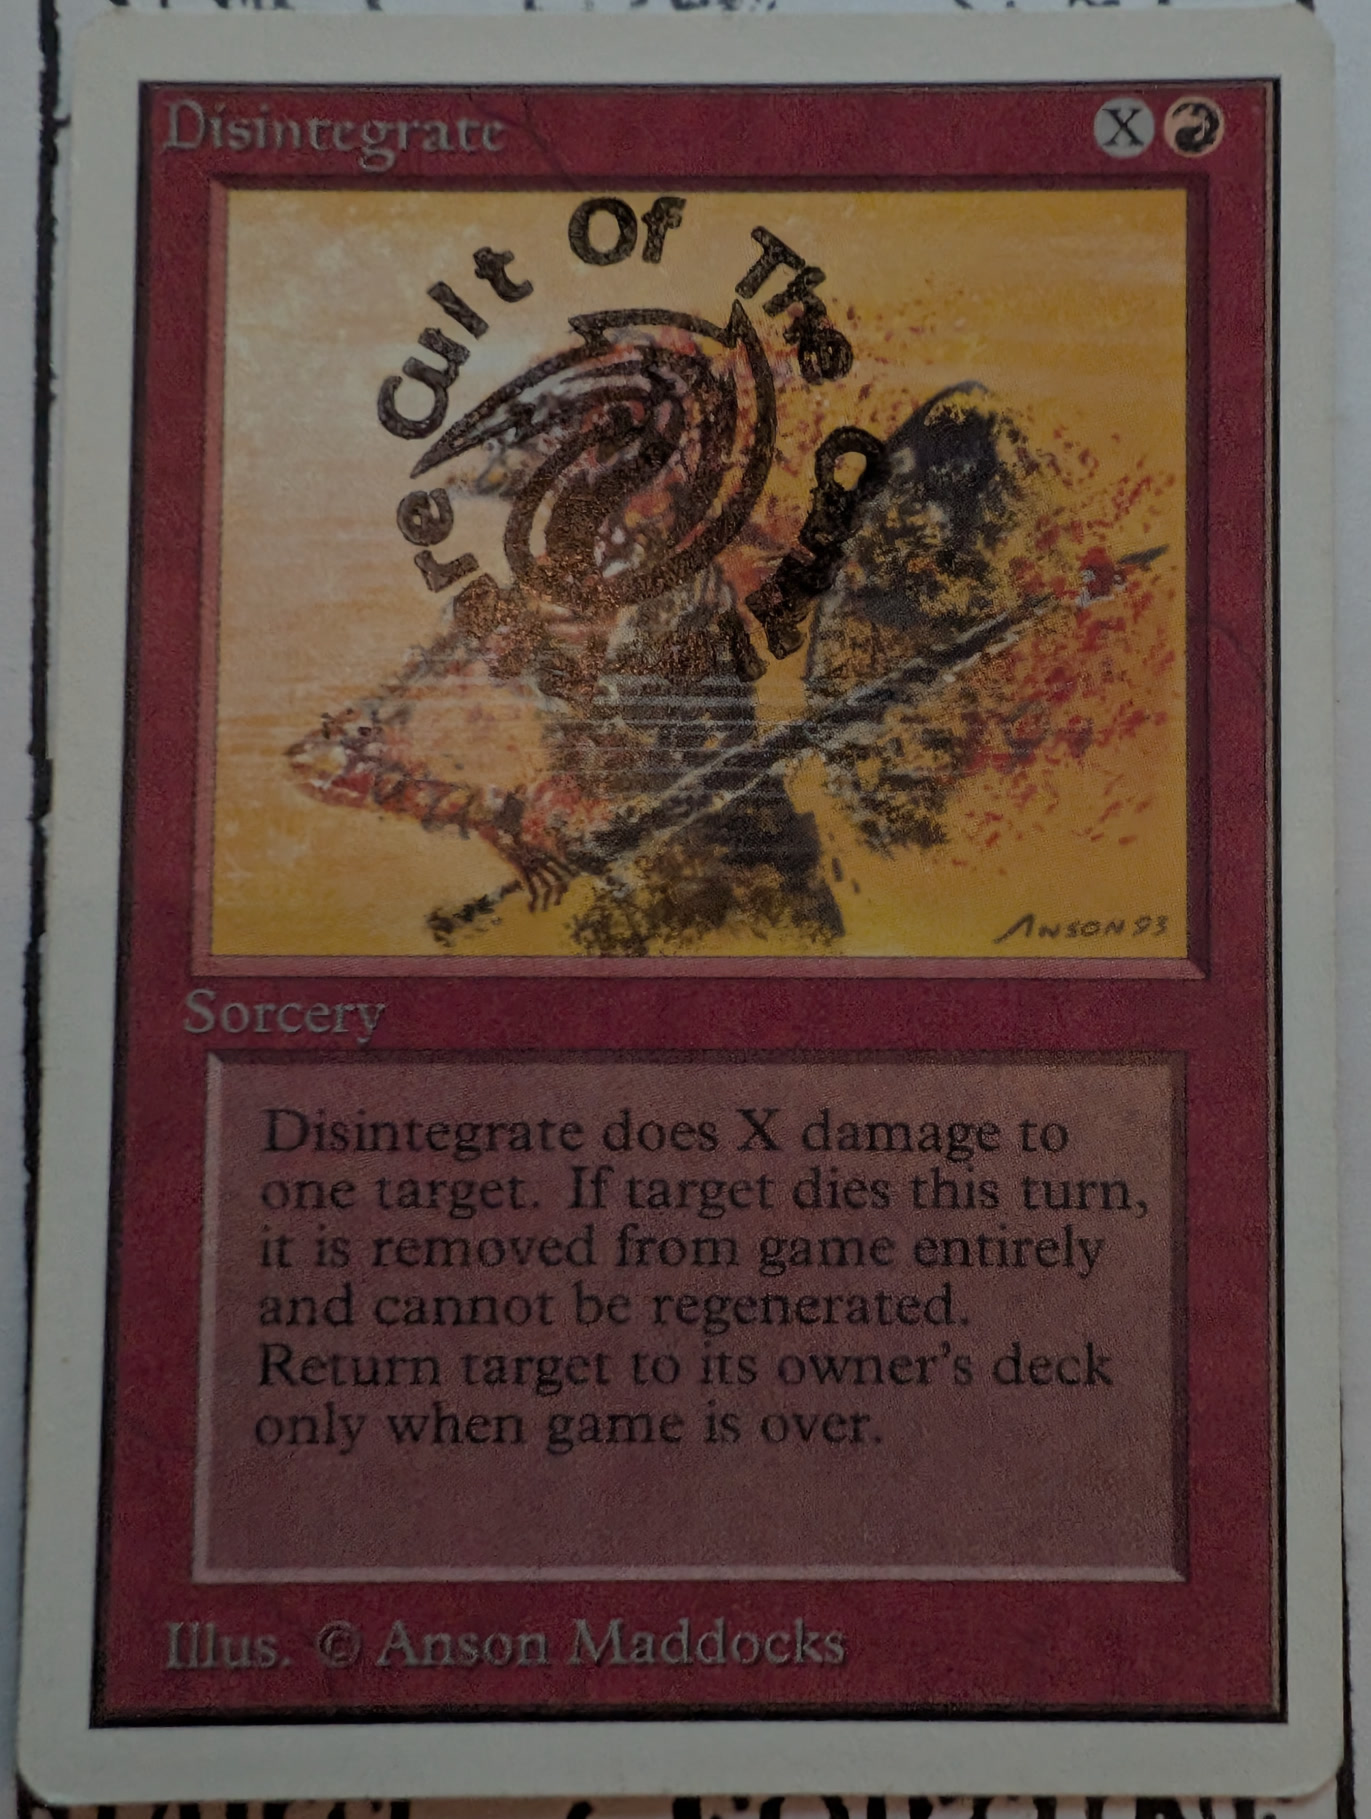 Disintegrate X
Cult Of The
ANSON 93
Sorcery
Disintegrate does X damage to
one target. If target dies this turn,
it is removed from game entirely
and cannot be regenerated.
Return target to its owner's deck
only when game is over.
Illus. © Anson Maddocks